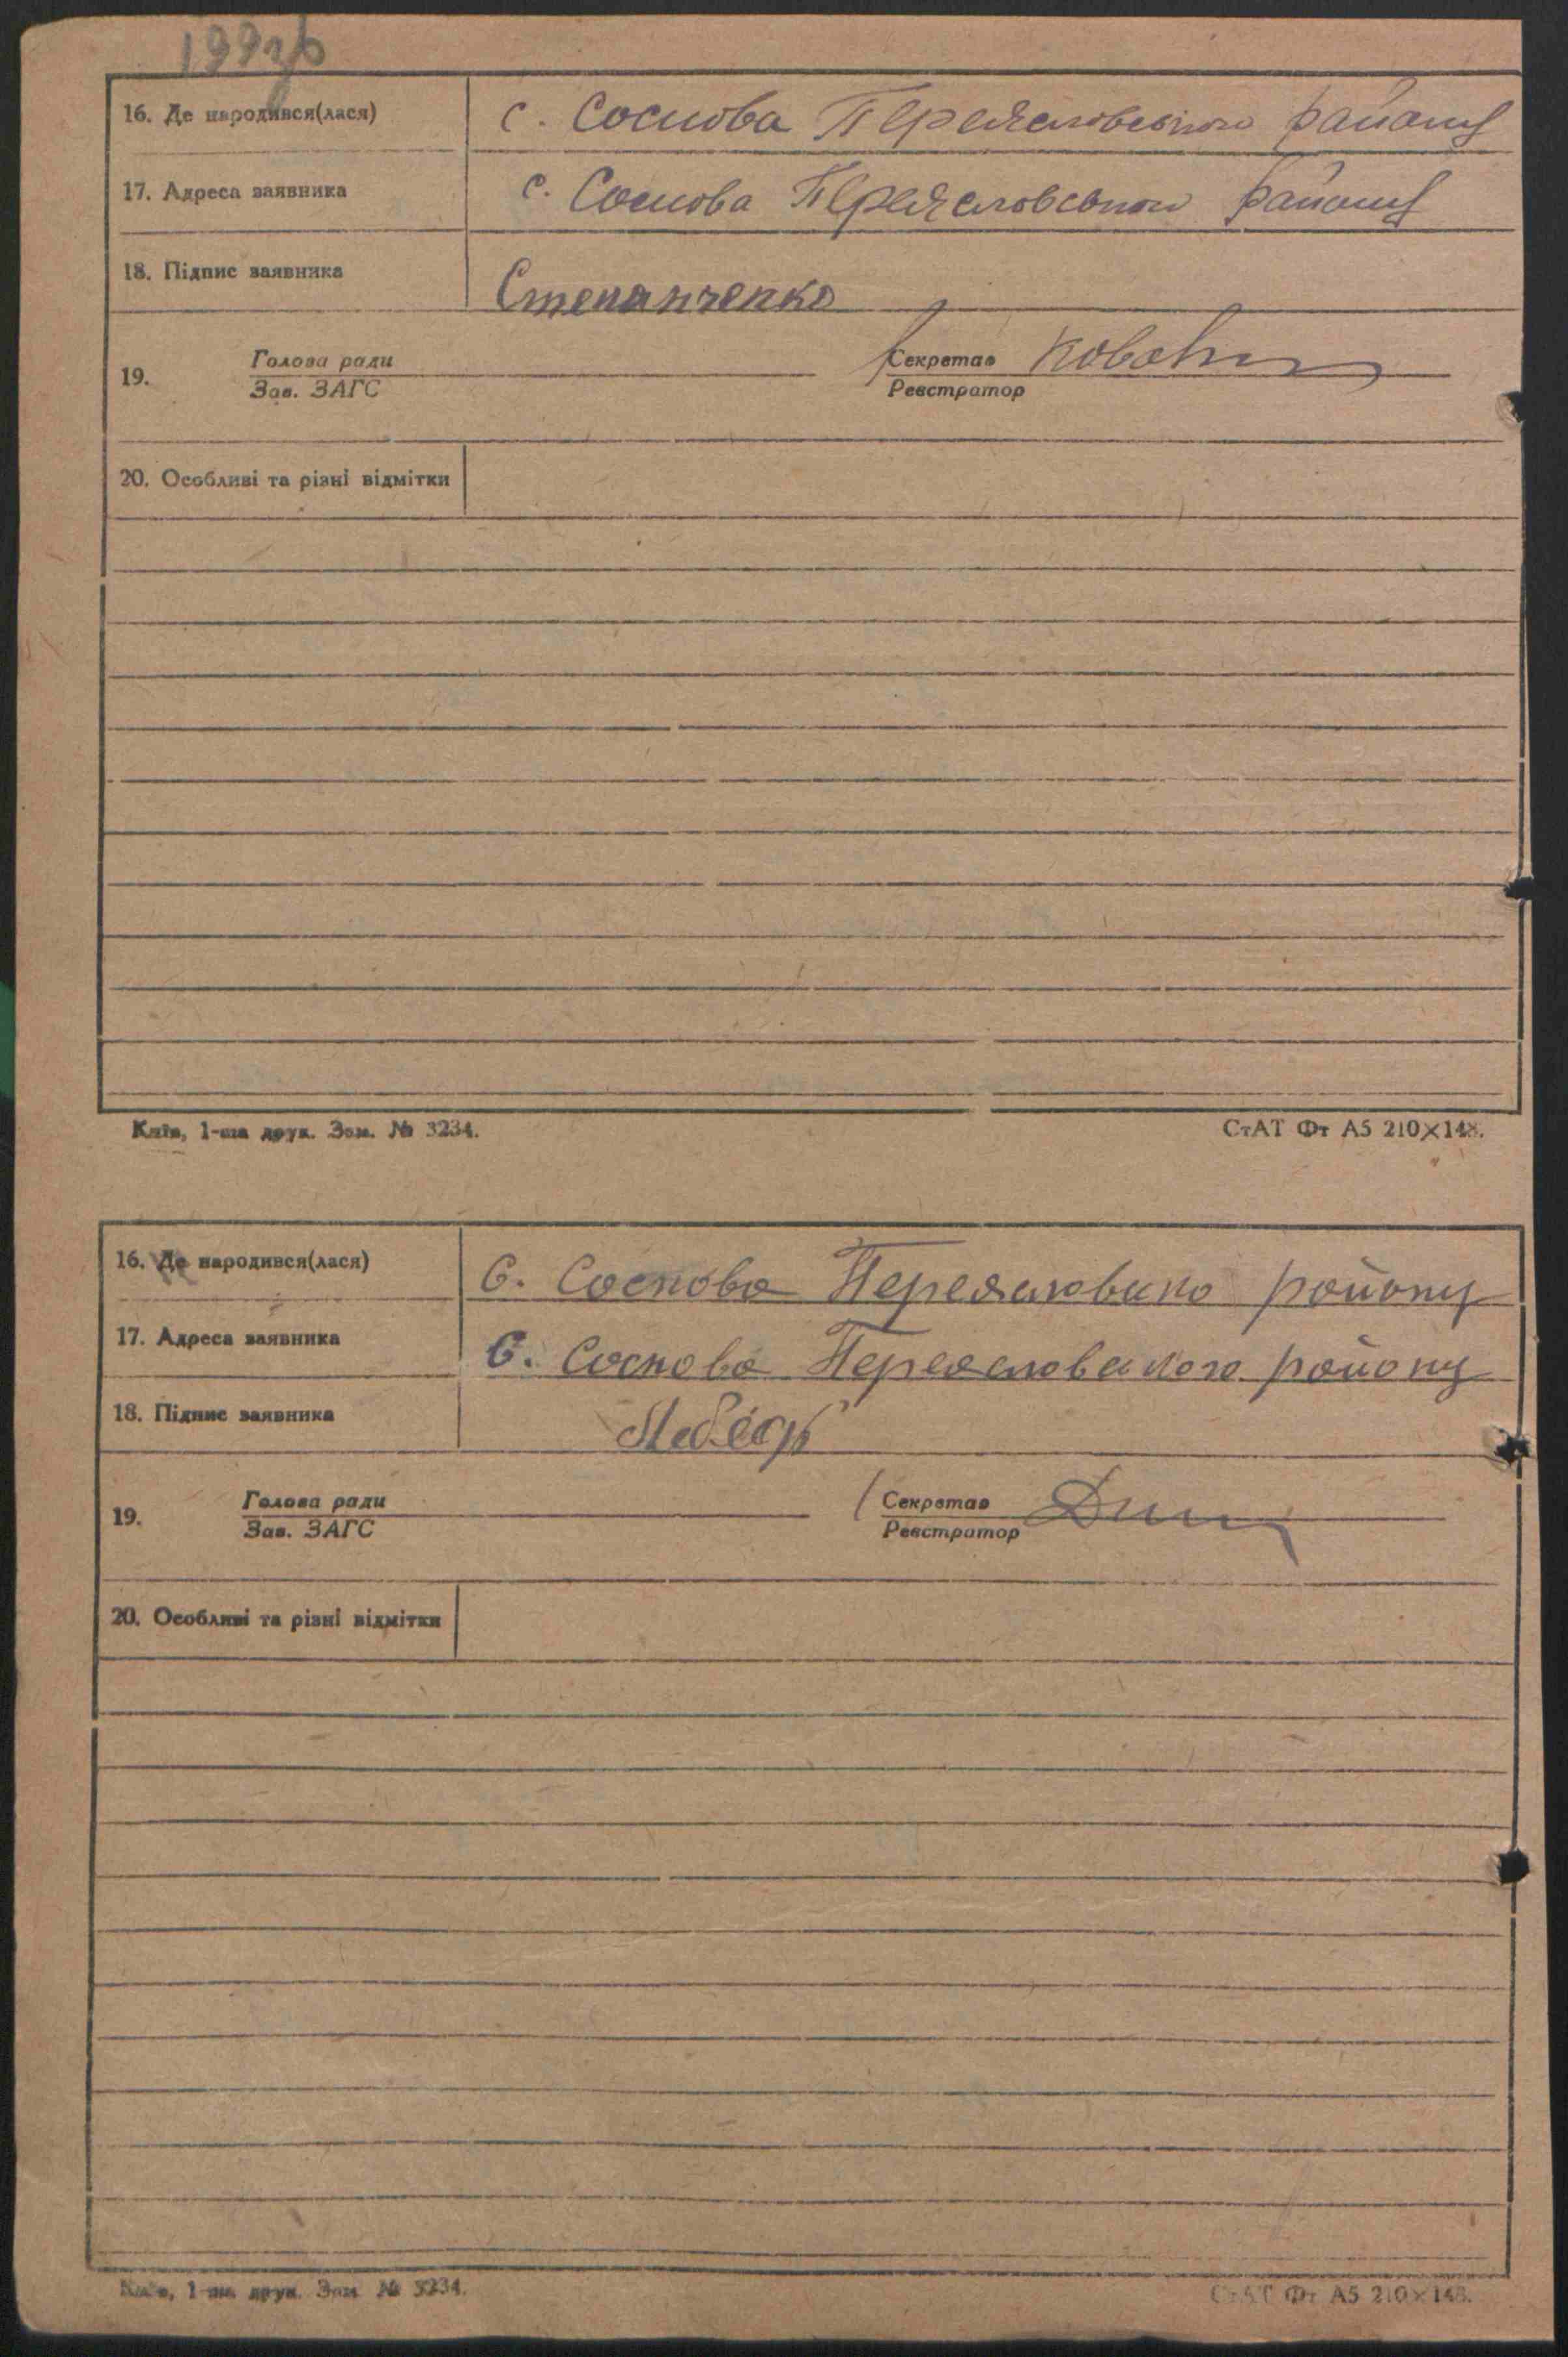 16. Де народився(лася) с. Соснова Переяславського району
17. Адреса заявника с. Соснова Переяславського району
18. Підпис заявника Степанченко
19. Голова ради Секретар
Зав. ЗАГС Реєстратор
20. Особливі та різні відмітки
Київ, 1-ша друк. Зам. № 3234. СтАТ Фт А5 210×148.
16. Де народився(лася) С. Соснова Переяславско району
17. Адреса заявника С. Соснова Переяславського району
18. Підпис заявника Лебедь
19. Голова ради Секретар
Зав. ЗАГС Реєстратор
20. Особливі та різні відмітки
Київ, 1-ша друк. Зам. № 3234. СтАТ Фт А5 210×148.